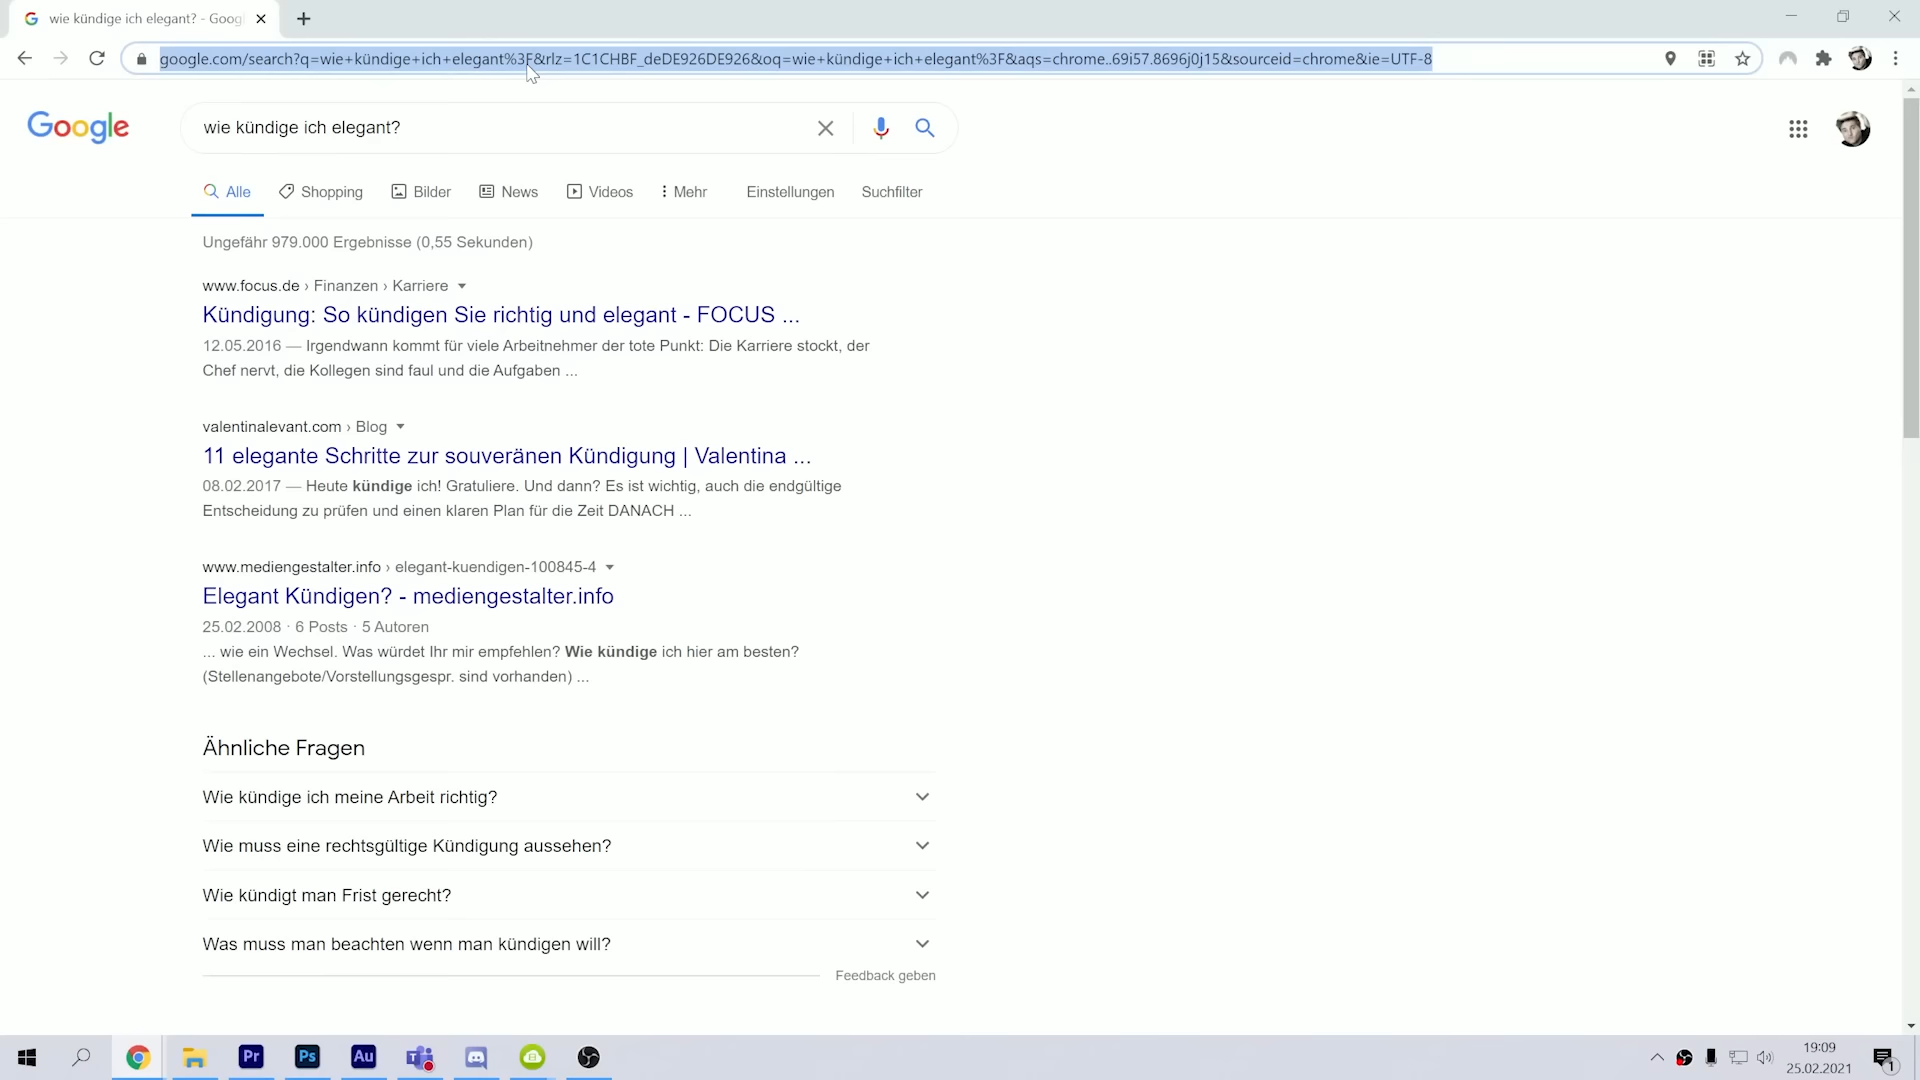 wie kündige ich elegant? - Goog
google.com/search?q=wie+kündige+ich+elegant%3F&rlz=1C1CHBF_deDE926DE926&oq=wie+kündige+ich+elegant%3F&aqs=chrome..69i57.8696j0j15&sourceid=chrome&ie=UTF-8
Google
wie kündige ich elegant?
Alle Shopping Bilder News Videos Mehr Einstellungen Suchfilter
Ungefähr 979.000 Ergebnisse (0,55 Sekunden)
www.focus.de › Finanzen › Karriere
Kündigung: So kündigen Sie richtig und elegant - FOCUS ...
12.05.2016 — Irgendwann kommt für viele Arbeitnehmer der tote Punkt: Die Karriere stockt, der
Chef nervt, die Kollegen sind faul und die Aufgaben ...
valentinalevant.com › Blog
11 elegante Schritte zur souveränen Kündigung | Valentina ...
08.02.2017 — Heute kündige ich! Gratuliere. Und dann? Es ist wichtig, auch die endgültige
Entscheidung zu prüfen und einen klaren Plan für die Zeit DANACH ...
www.mediengestalter.info › elegant-kuendigen-100845-4
Elegant Kündigen? - mediengestalter.info
25.02.2008 · 6 Posts · 5 Autoren
... wie ein Wechsel. Was würdet Ihr mir empfehlen? Wie kündige ich hier am besten?
(Stellenangebote/Vorstellungsgespr. sind vorhanden) ...
Ähnliche Fragen
Wie kündige ich meine Arbeit richtig?
Wie muss eine rechtsgültige Kündigung aussehen?
Wie kündigt man Frist gerecht?
Was muss man beachten wenn man kündigen will?
Feedback geben
Pr Ps Au T
19:09
25.02.2021
1